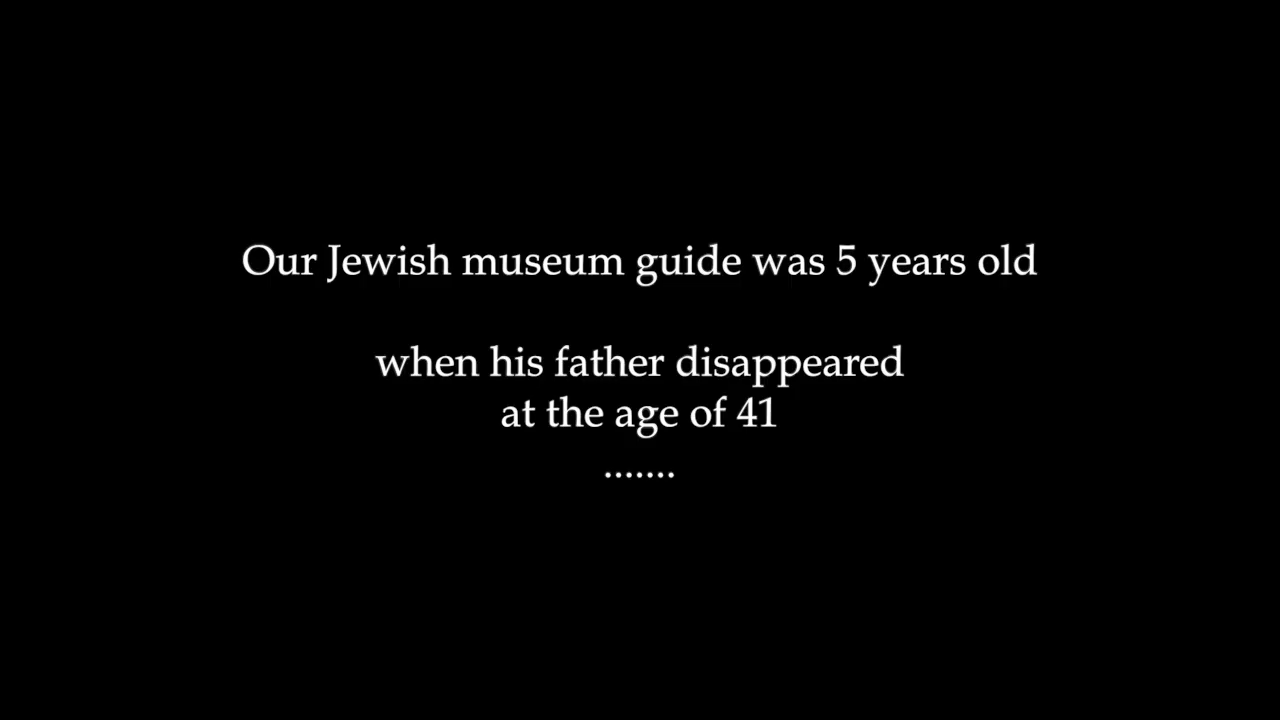 Our Jewish museum guide was 5 years old
when his father disappeared
at the age of 41
.......